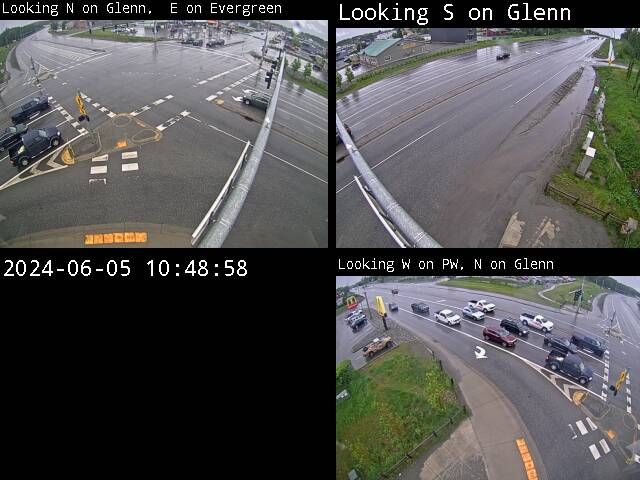 Looking N on Glenn, E on Evergreen
Looking S on Glenn
2024-06-05 10:48:58
Looking W on PW, N on Glenn